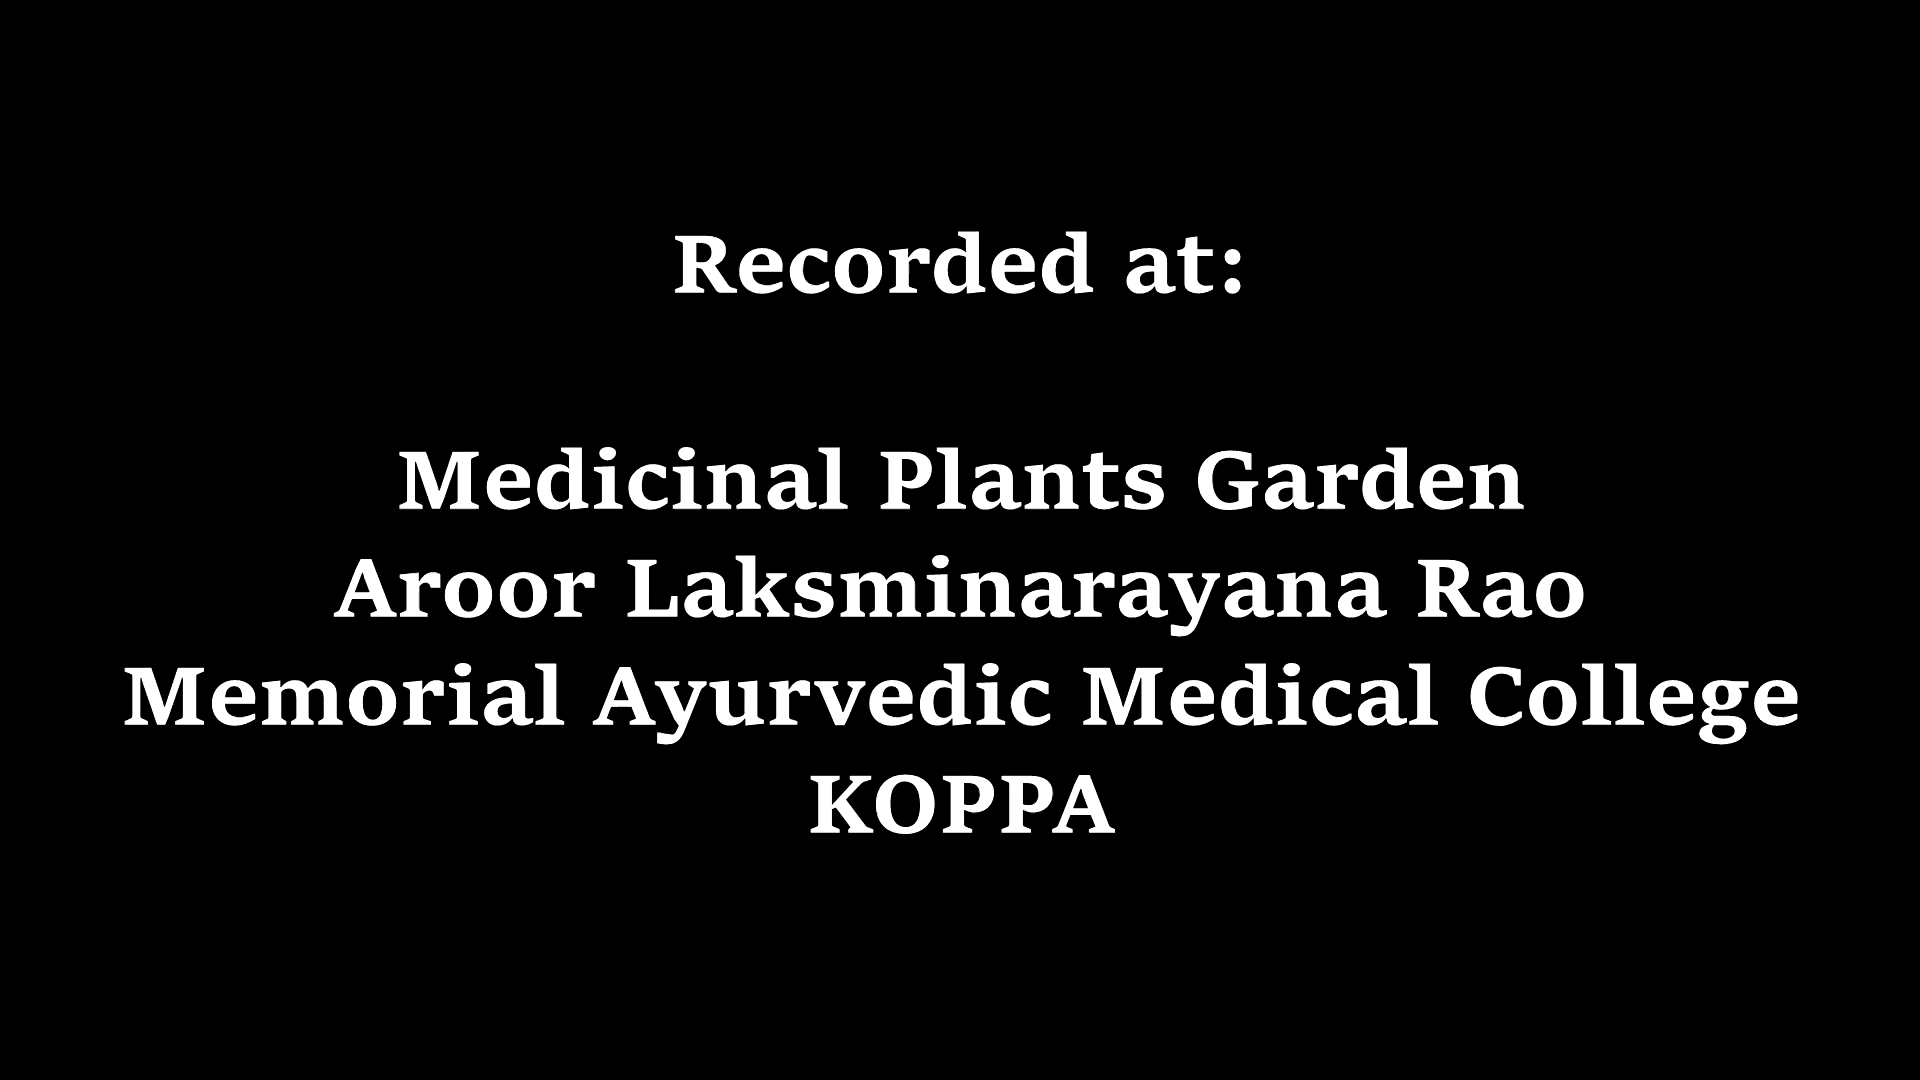 Recorded at:
Medicinal Plants Garden
Aroor Laksminarayana Rao
Memorial Ayurvedic Medical College
KOPPA